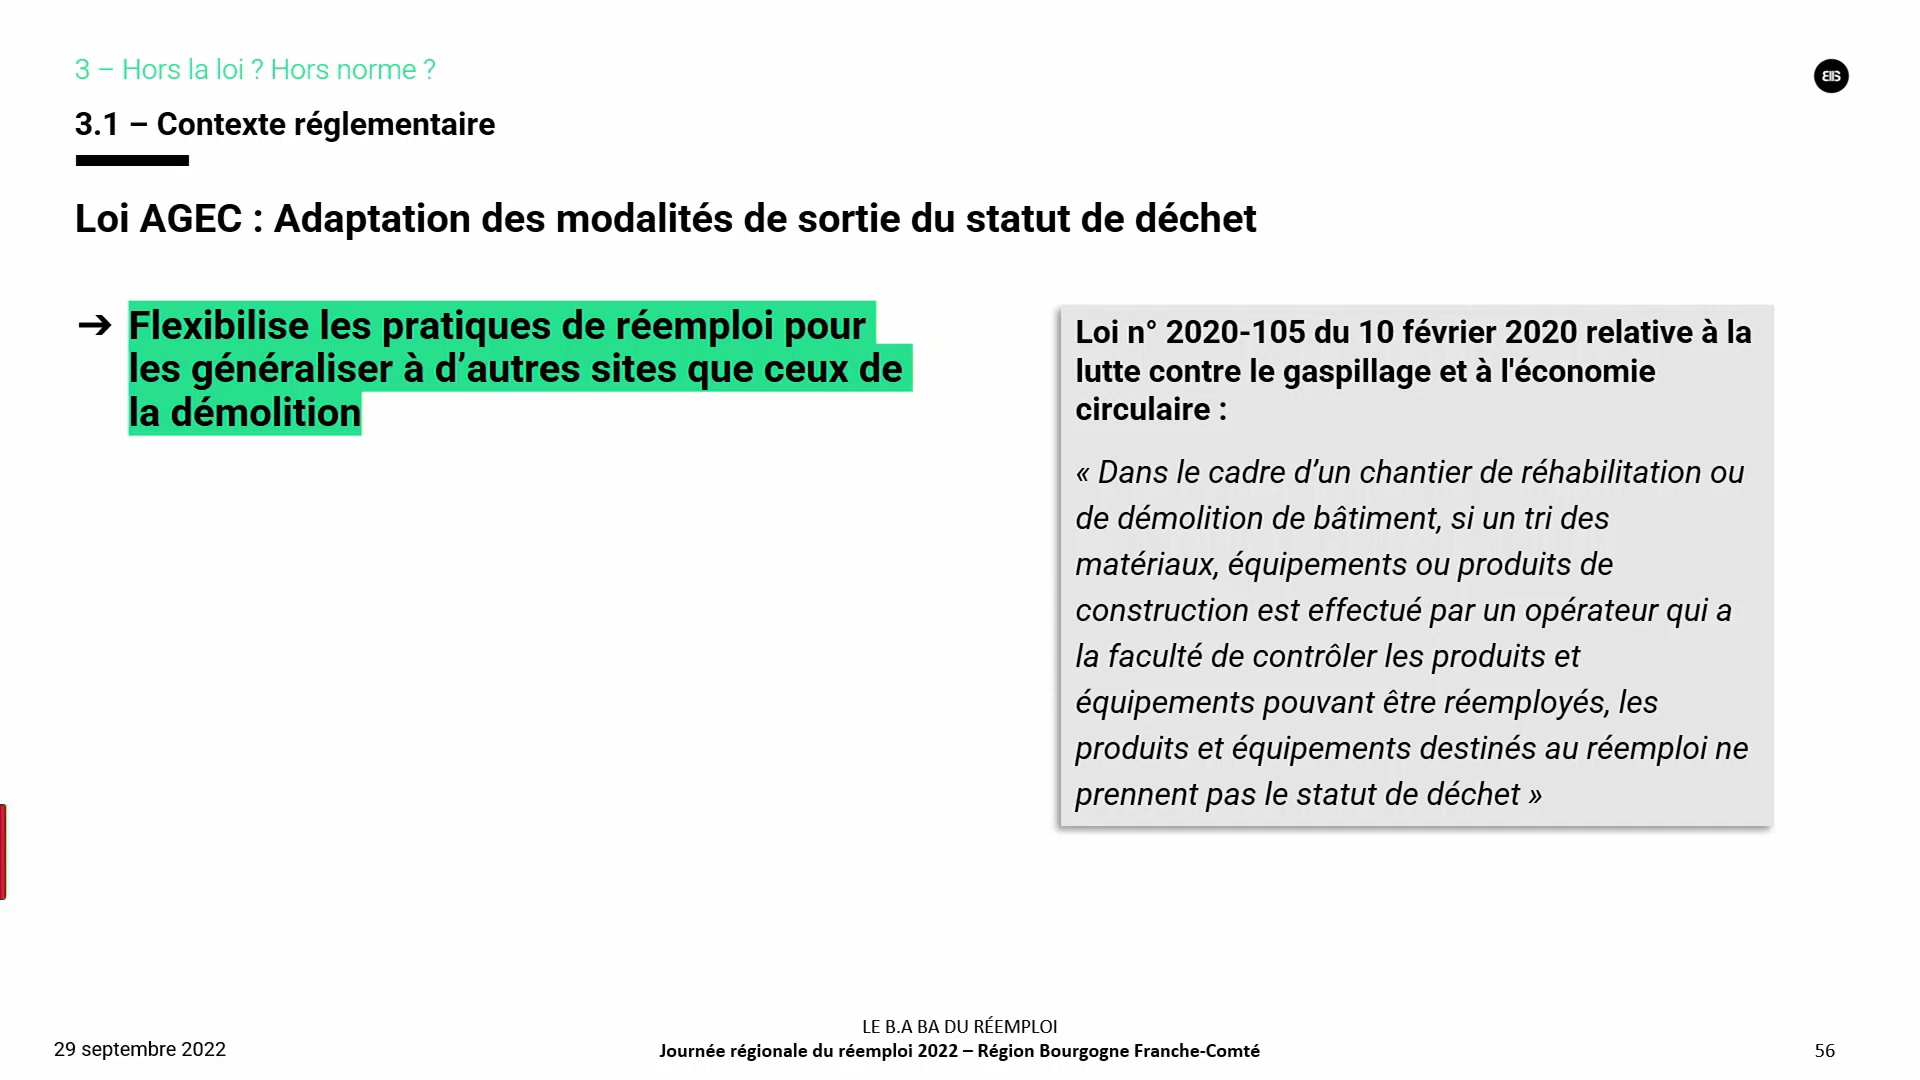 3 – Hors la loi ? Hors norme ?
3.1 – Contexte réglementaire
Loi AGEC : Adaptation des modalités de sortie du statut de déchet
➔ Flexibilise les pratiques de réemploi pour
les généraliser à d’autres sites que ceux de
la démolition
Loi n° 2020-105 du 10 février 2020 relative à la
lutte contre le gaspillage et à l'économie
circulaire :
« Dans le cadre d’un chantier de réhabilitation ou
de démolition de bâtiment, si un tri des
matériaux, équipements ou produits de
construction est effectué par un opérateur qui a
la faculté de contrôler les produits et
équipements pouvant être réemployés, les
produits et équipements destinés au réemploi ne
prennent pas le statut de déchet »
29 septembre 2022
LE B.A BA DU RÉEMPLOI
Journée régionale du réemploi 2022 – Région Bourgogne Franche-Comté
56